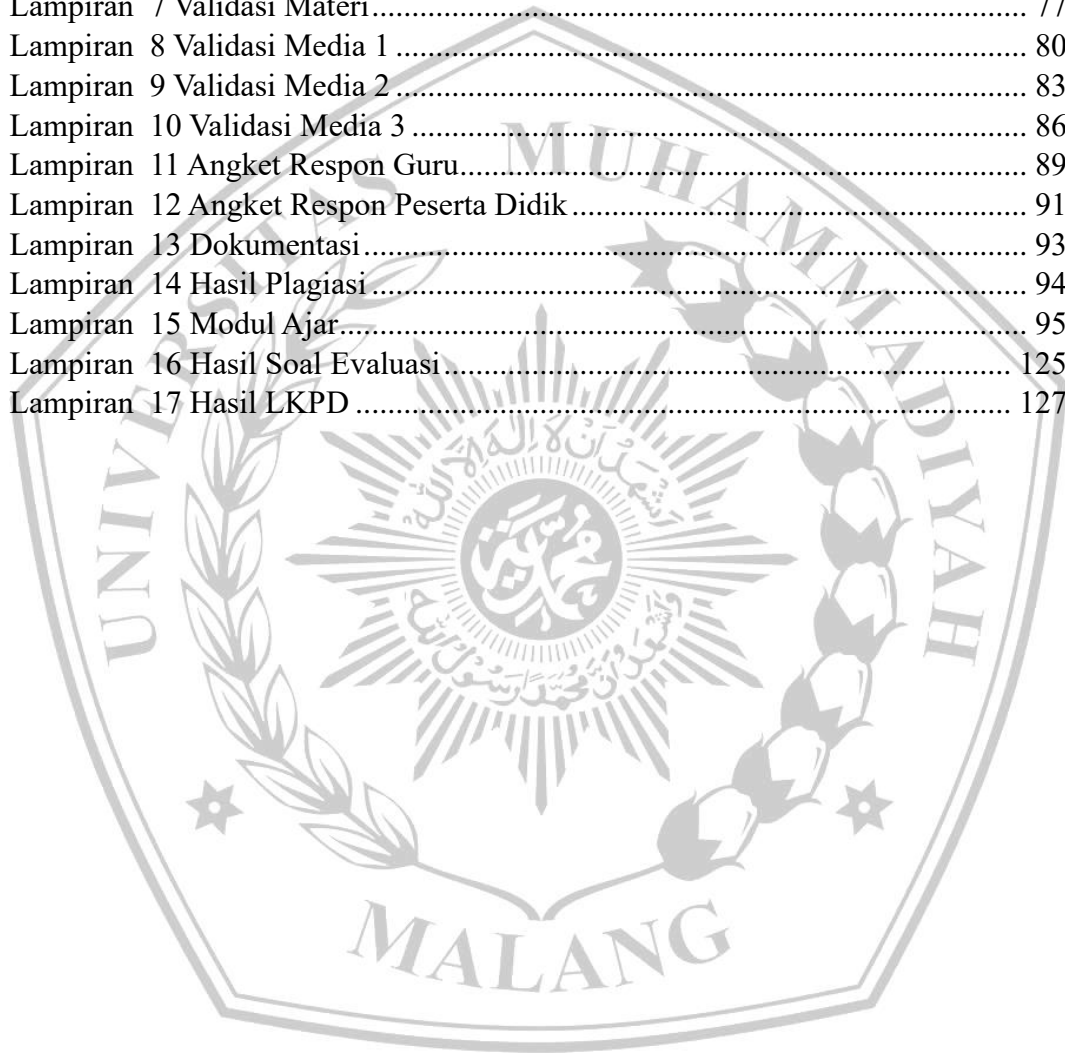 Lampiran  7 Validasi Materi................................................................................. 77
Lampiran  8 Validasi Media 1 .............................................................................. 80
Lampiran  9 Validasi Media 2 .............................................................................. 83
Lampiran  10 Validasi Media 3 ............................................................................ 86
Lampiran  11 Angket Respon Guru...................................................................... 89
Lampiran  12 Angket Respon Peserta Didik ........................................................ 91
Lampiran  13 Dokumentasi.................................................................................. 93
Lampiran  14 Hasil Plagiasi ................................................................................. 94
Lampiran  15 Modul Ajar..................................................................................... 95
Lampiran  16 Hasil Soal Evaluasi...................................................................... 125
Lampiran  17 Hasil LKPD ................................................................................. 127
UNIVERSITAS MUHAMMADIYAH
MALANG